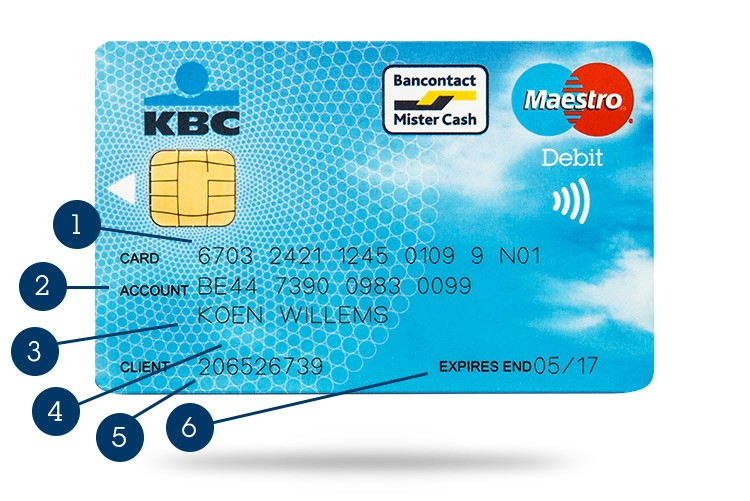 KBC
Bancontact
Mister Cash
Maestro
Debit
1
CARD 6703 2421 1245 0109 9 N01
2
ACCOUNT BE44 7390 0983 0099
KOEN WILLEMS
3
CLIENT 206526739
EXPIRES END 05/17
4
5
6